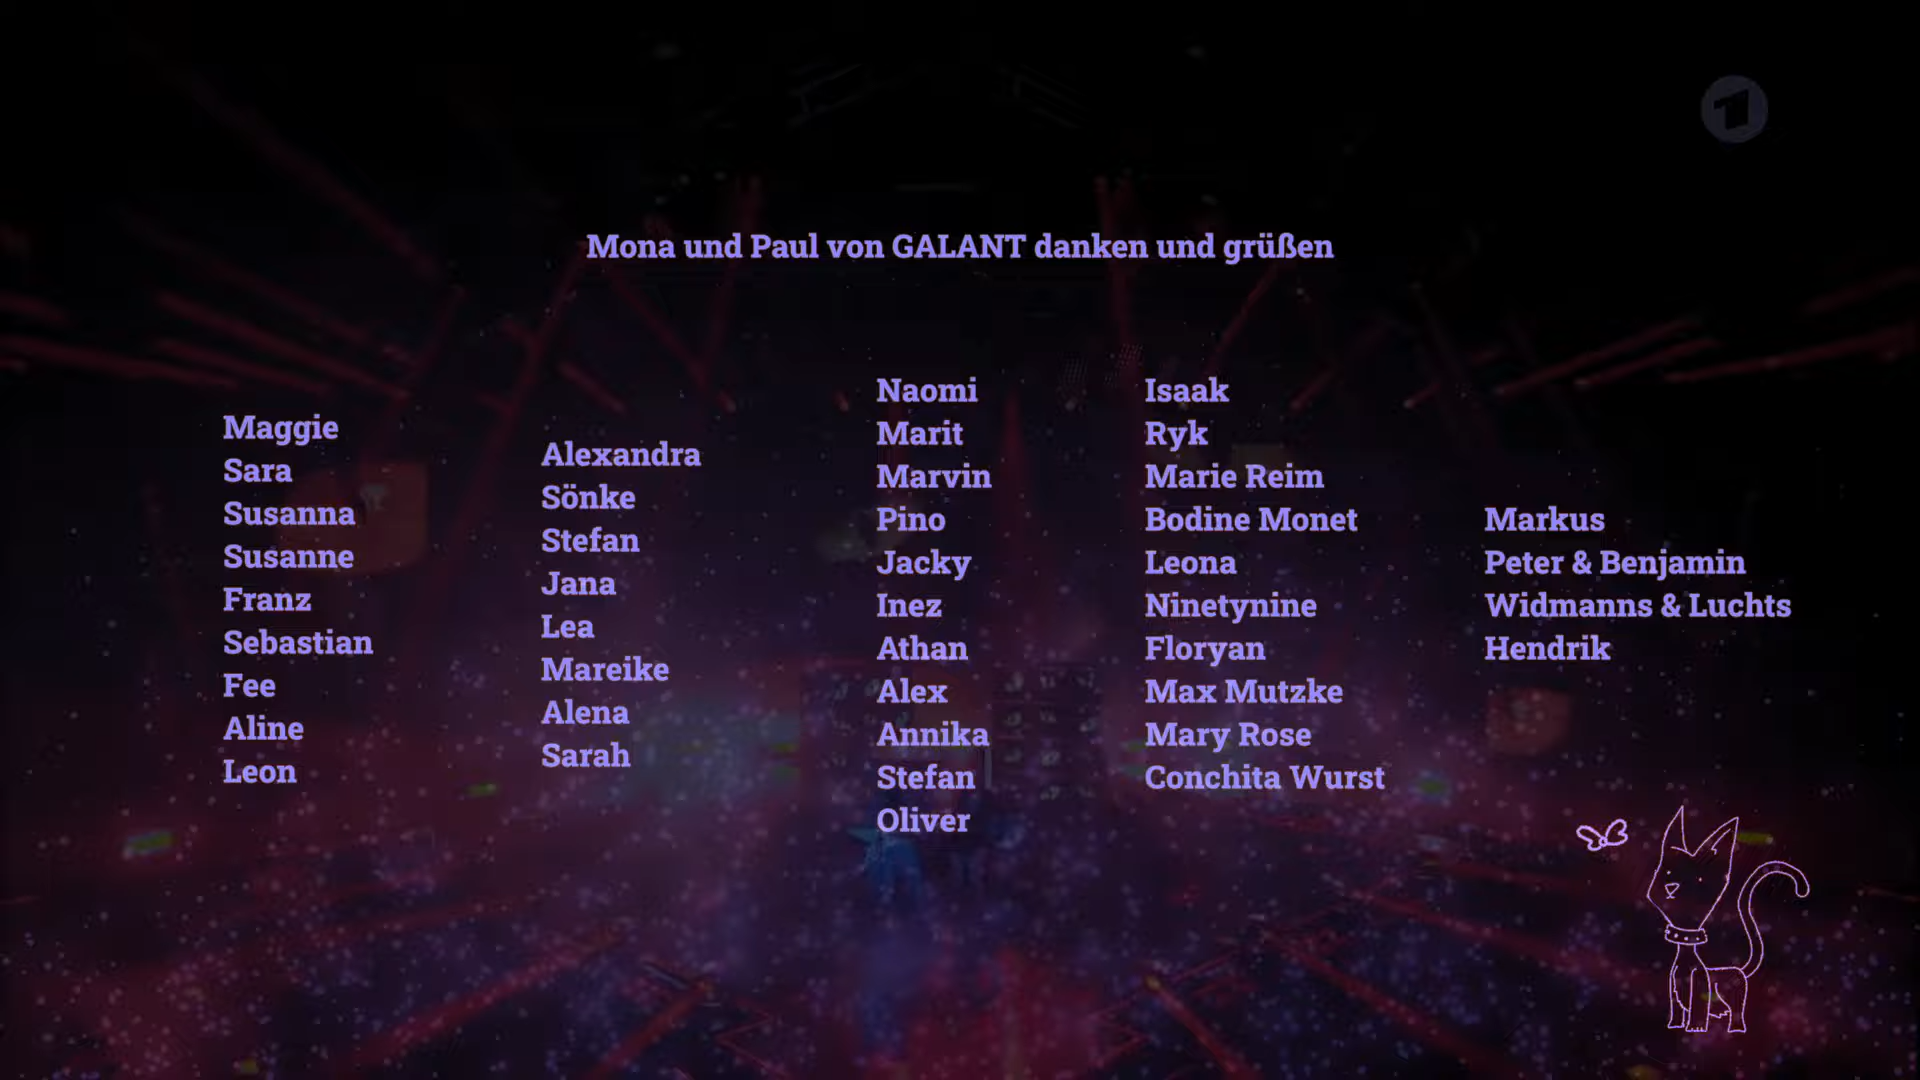 Mona und Paul von GALANT danken und grüßen
Maggie
Sara
Susanna
Susanne
Franz
Sebastian
Fee
Aline
Leon
Alexandra
Sönke
Stefan
Jana
Lea
Mareike
Alena
Sarah
Naomi
Marit
Marvin
Pino
Jacky
Inez
Athan
Alex
Annika
Stefan
Oliver
Isaak
Ryk
Marie Reim
Bodine Monet
Leona
Ninetynine
Floryan
Max Mutzke
Mary Rose
Conchita Wurst
Markus
Peter & Benjamin
Widmanns & Luchts
Hendrik
1